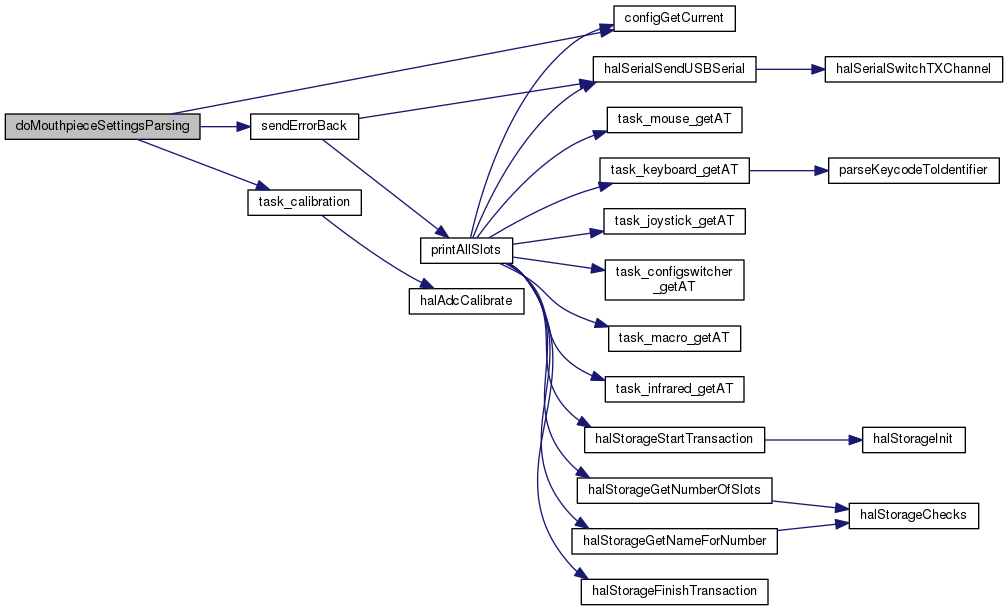 configGetCurrent
halSerialSendUSBSerial
halSerialSwitchTXChannel
doMouthpieceSettingsParsing
sendErrorBack
task_mouse_getAT
task_keyboard_getAT
parseKeycodeToIdentifier
task_calibration
task_joystick_getAT
printAllSlots
task_configswitcher
_getAT
halAdcCalibrate
task_macro_getAT
task_infrared_getAT
halStorageStartTransaction
halStorageInit
halStorageGetNumberOfSlots
halStorageChecks
halStorageGetNameForNumber
halStorageFinishTransaction